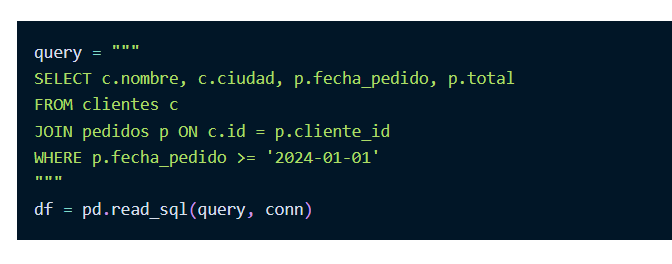 query = """
SELECT c.nombre, c.ciudad, p.fecha_pedido, p.total
FROM clientes c
JOIN pedidos p ON c.id = p.cliente_id
WHERE p.fecha_pedido >= '2024-01-01'
"""
df = pd.read_sql(query, conn)